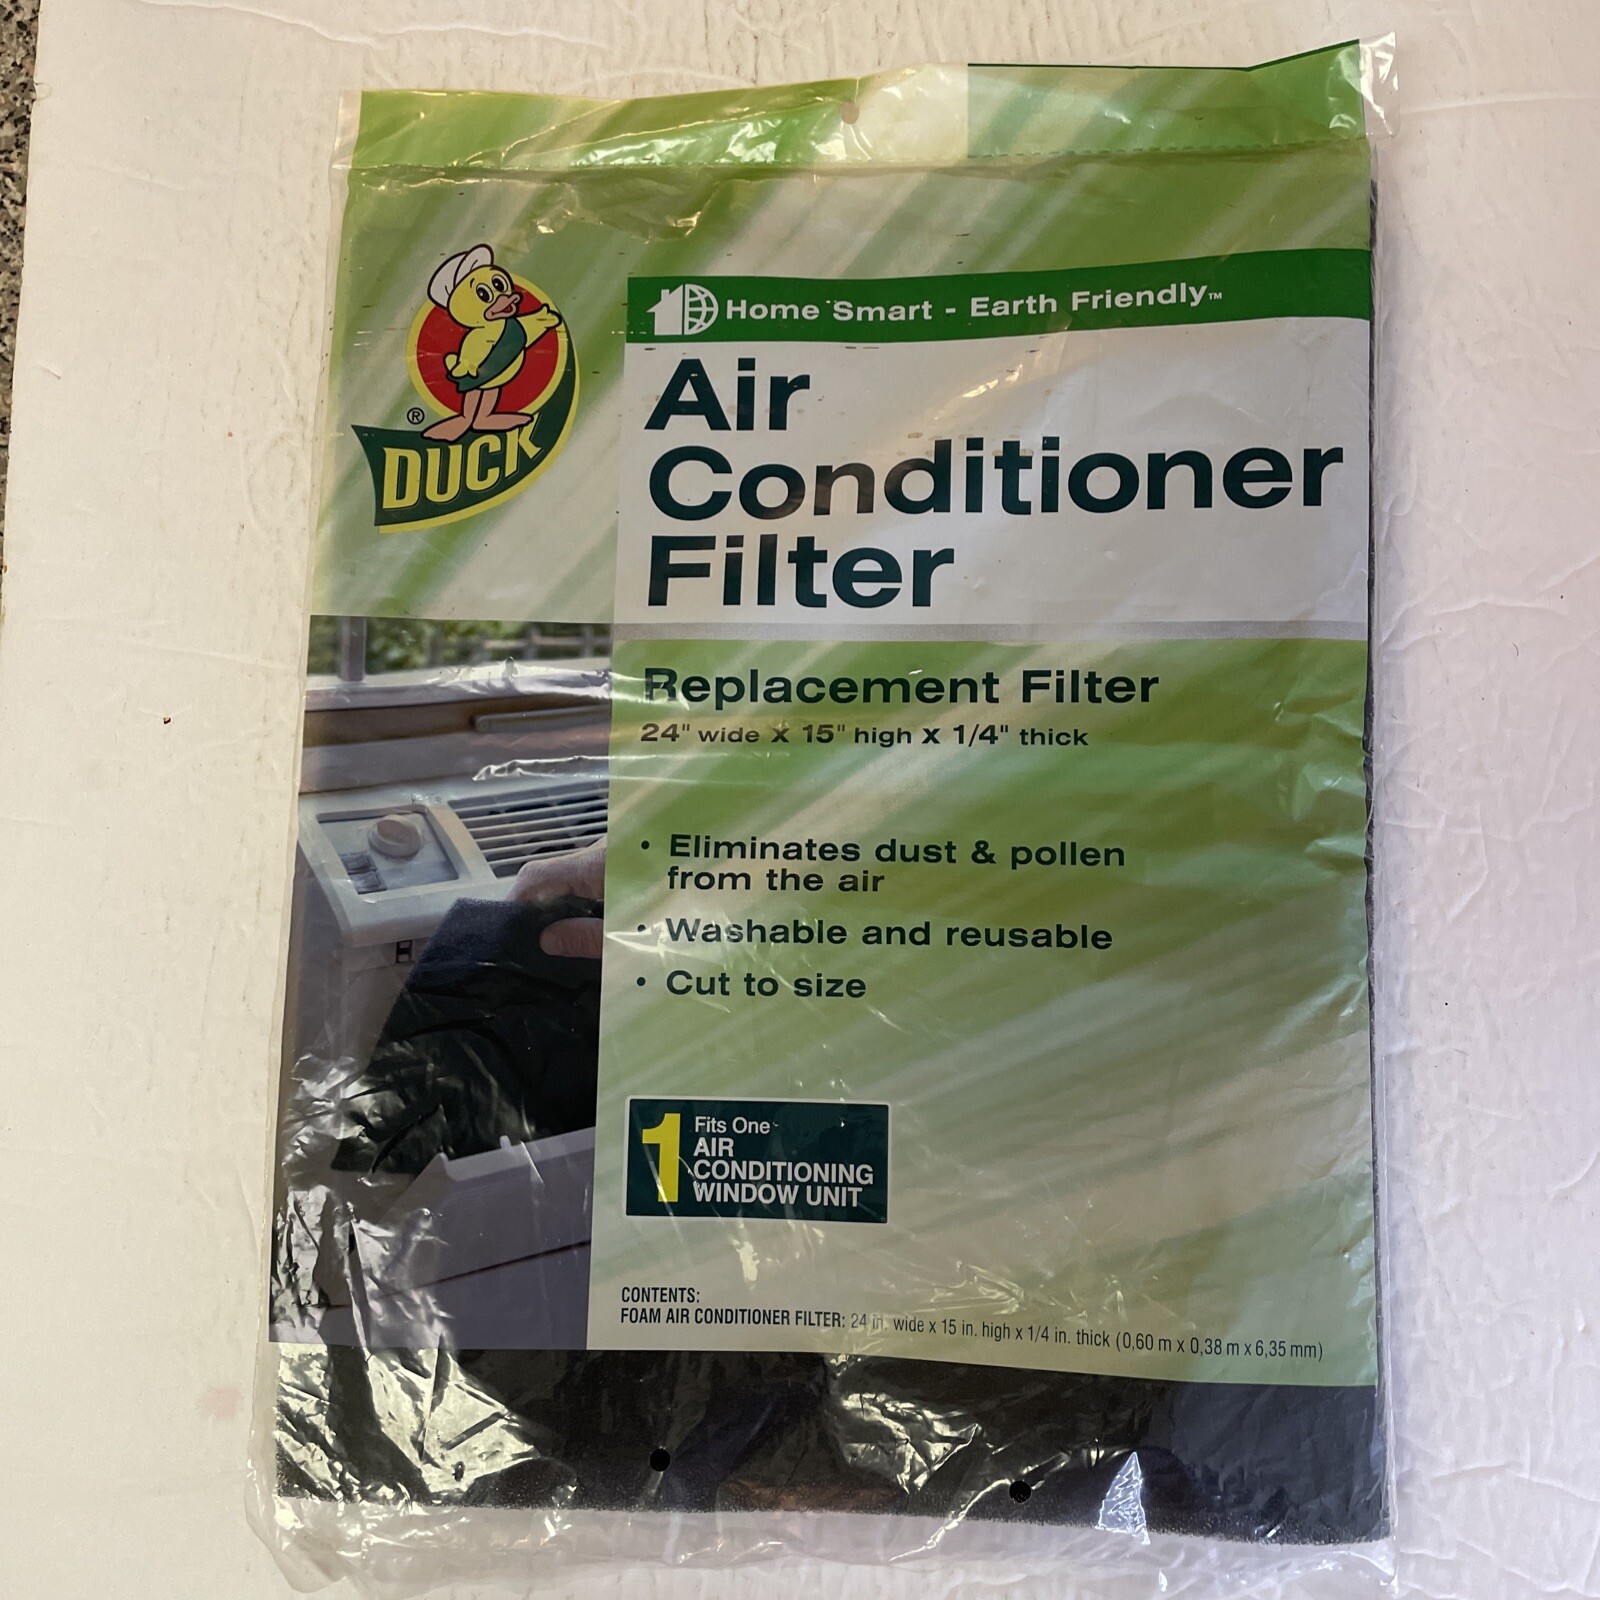 Home Smart - Earth Friendly™
®
DUCK
Air
Conditioner
Filter
Replacement Filter
24" wide x 15" high x 1/4" thick
• Eliminates dust & pollen
from the air
• Washable and reusable
• Cut to size
1
Fits One
AIR
CONDITIONING
WINDOW UNIT
CONTENTS:
FOAM AIR CONDITIONER FILTER: 24 in. wide x 15 in. high x 1/4 in. thick (0,60 m x 0,38 m x 6,35 mm)